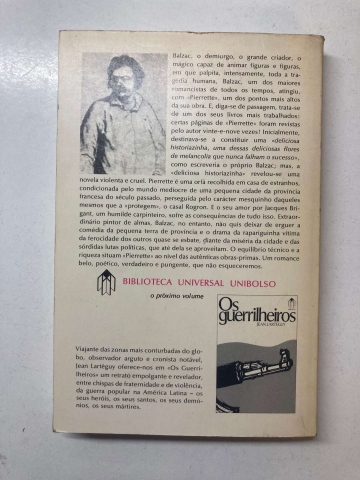 Balzac, o demiurgo, o grande criador, o
mágico capaz de animar figuras e figuras,
em que palpita, intensamente, toda a tra-
gédia humana, Balzac, um dos maiores
romancistas de todos os tempos, atingiu,
com «Pierrette», um dos pontos mais altos
da sua obra. E, diga-se de passagem, trata-se
de um dos seus livros mais trabalhados:
certas páginas de «Pierrette» foram revistas
pelo autor vinte-e-nove vezes! Inicialmente,
destinava-se a constituir uma «deliciosa
historiazinha, uma dessas deliciosas flores
de melancolia que nunca falham o sucesso»,
como escreveria o próprio Balzac; mas, a
«deliciosa historiazinha» revelou-se uma
novela violenta e cruel. Pierrette é uma orfã recolhida em casa de estranhos,
condicionada pelo mundo medíocre de uma pequena cidade da província
francesa do século passado, perseguida pelo carácter mesquinho daqueles
mesmos que a «protegem», o casal Rogron. E o seu amor por Jacques Bri-
gant, um humilde carpinteiro, sofre as consequências de tudo isso. Extraor-
dinário pintor de almas, Balzac, no entanto, não quis deixar de erguer a
comédia da pequena terra de província e o drama da rapariguinha vítima
da ferocidade dos outros quase se esbate, diante da miséria da cidade e das
sórdidas lutas políticas, que até dela se aproveitam. O equilíbrio técnico e a
riqueza situam «Pierrette» ao nível das autênticas obras-primas. Um romance
belo, poético, verdadeiro e pungente, que não esqueceremos.
BIBLIOTECA UNIVERSAL UNIBOLSO
o próximo volume
Os
guerrilheiros
JEAN LARTÉGUY
Viajante das zonas mais conturbadas do glo-
bo, observador arguto e cronista notável,
Jean Lartéguy oferece-nos em «Os Guerri-
lheiros» um retrato empolgante e revelador,
entre chispas de fraternidade e de violência,
da guerra popular na América Latina – os
seus heróis, os seus santos, os seus demó-
nios, os seus mártires.